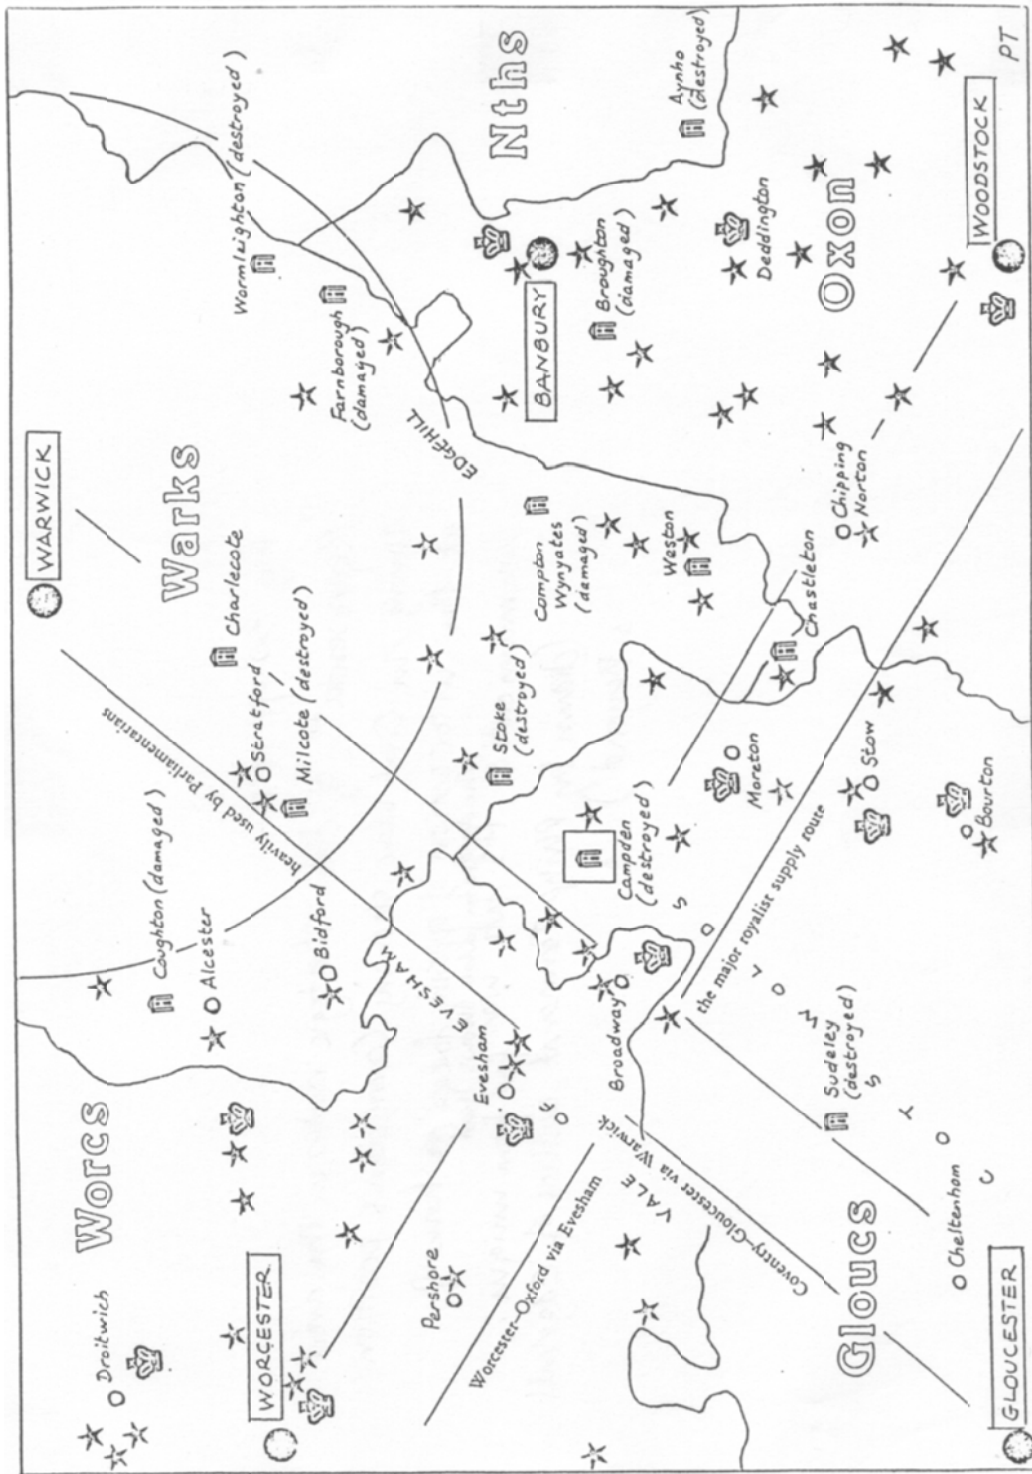 Droitwich
Worcs
Coughton (damaged)
Alcester
WARWICK
Warks
Charlecote
Stratford
Milcote (destroyed)
heavily used by Parliamentarians
Wormleighton (destroyed)
Farnborough
(damaged)
WORCESTER
Bidford
EVESHAM
Evesham
Pershore
EDGEHILL
Nths
BANBURY
Compton
Wynyates
(damaged)
Stoke
(destroyed)
Broughton
(damaged)
Aynho
(destroyed)
Worcester–Oxford via Evesham
OF
VALE
Coventry–Gloucester via Warwick
Broadway
Campden
(destroyed)
Weston
Deddington
Moreton
Chastleton
Chipping
Norton
Oxon
the major royalist supply route
Stow
Bourton
Sudeley
(destroyed)
COTSWOLDS
Cheltenham
Gloucs
GLOUCESTER
WOODSTOCK
PT